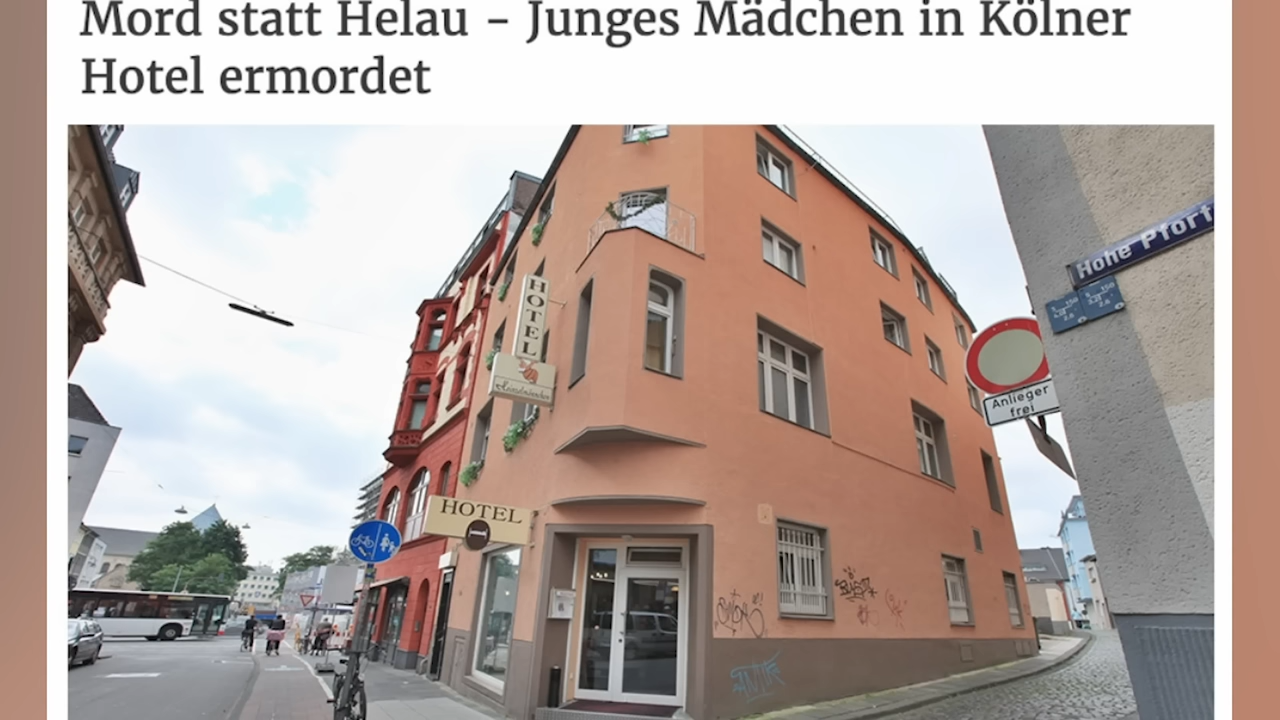 Mord statt Helau – Junges Mädchen in Kölner
Hotel ermordet
HOTEL
HOTEL
Hohe Pfort
Anlieger
frei